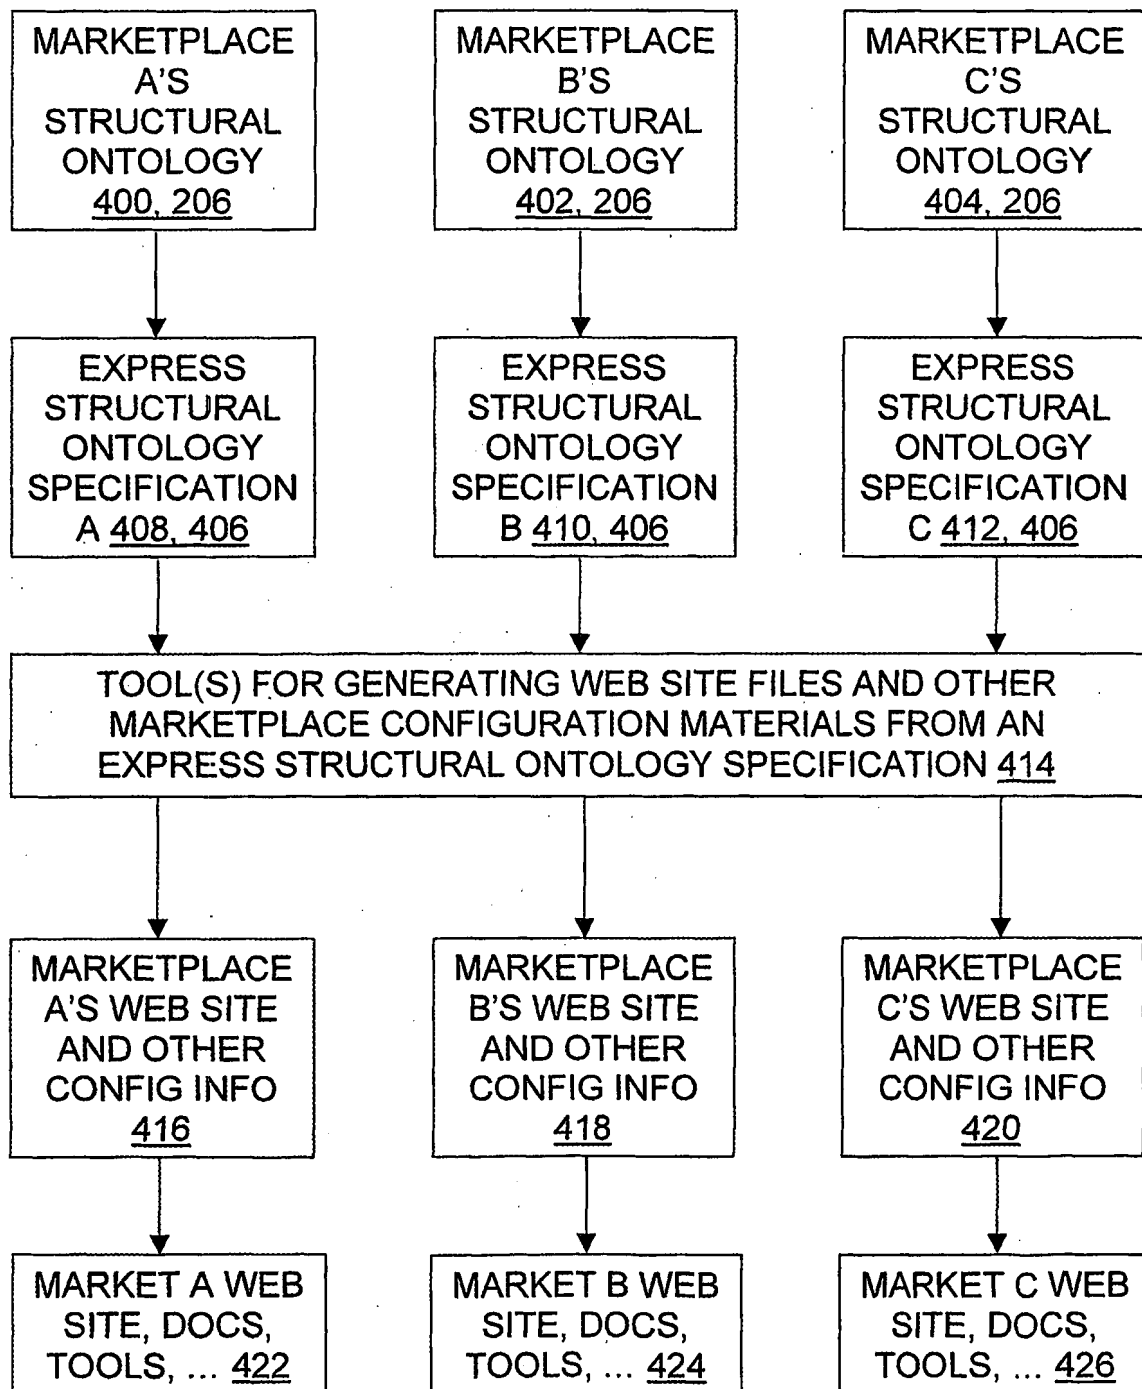 MARKETPLACE
A'S
STRUCTURAL
ONTOLOGY
400, 206
MARKETPLACE
B'S
STRUCTURAL
ONTOLOGY
402, 206
MARKETPLACE
C'S
STRUCTURAL
ONTOLOGY
404, 206
EXPRESS
STRUCTURAL
ONTOLOGY
SPECIFICATION
A 408, 406
EXPRESS
STRUCTURAL
ONTOLOGY
SPECIFICATION
B 410, 406
EXPRESS
STRUCTURAL
ONTOLOGY
SPECIFICATION
C 412, 406
TOOL(S) FOR GENERATING WEB SITE FILES AND OTHER
MARKETPLACE CONFIGURATION MATERIALS FROM AN
EXPRESS STRUCTURAL ONTOLOGY SPECIFICATION 414
MARKETPLACE
A'S WEB SITE
AND OTHER
CONFIG INFO
416
MARKETPLACE
B'S WEB SITE
AND OTHER
CONFIG INFO
418
MARKETPLACE
C'S WEB SITE
AND OTHER
CONFIG INFO
420
MARKET A WEB
SITE, DOCS,
TOOLS, ... 422
MARKET B WEB
SITE, DOCS,
TOOLS, ... 424
MARKET C WEB
SITE, DOCS,
TOOLS, ... 426